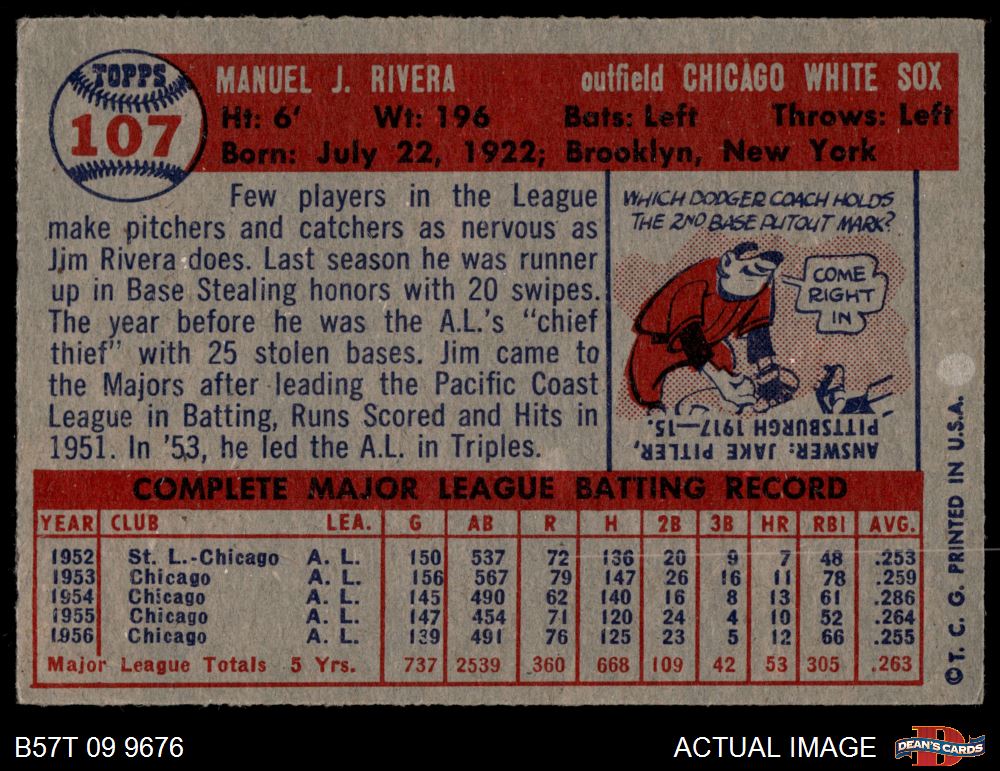 TOPPS
107
MANUEL J. RIVERA outfield CHICAGO WHITE SOX
Ht: 6' Wt: 196 Bats: Left Throws: Left
Born: July 22, 1922; Brooklyn, New York
Few players in the League
make pitchers and catchers as nervous as
Jim Rivera does. Last season he was runner
up in Base Stealing honors with 20 swipes.
The year before he was the A.L.'s "chief
thief" with 25 stolen bases. Jim came to
the Majors after leading the Pacific Coast
League in Batting, Runs Scored and Hits in
1951. In '53, he led the A.L. in Triples.
WHICH DODGER COACH HOLDS
THE 2ND BASE PUTOUT MARK?
COME
RIGHT
IN
ANSWER: JAKE PITLER,
PITTSBURGH 1917—15.
COMPLETE MAJOR LEAGUE BATTING RECORD
YEAR CLUB LEA. G AB R H 2B 3B HR RBI AVG.
1952 St. L.-Chicago A. L. 150 537 72 136 20 9 7 48 .253
1953 Chicago A. L. 156 567 79 147 26 16 11 78 .259
1954 Chicago A. L. 145 490 62 140 16 8 13 61 .286
1955 Chicago A. L. 147 454 71 120 24 4 10 52 .264
1956 Chicago A. L. 139 491 76 125 23 5 12 66 .255
Major League Totals 5 Yrs. 737 2539 360 668 109 42 53 305 .263
©T. C. G. PRINTED IN U.S.A.
B57T 09 9676 ACTUAL IMAGE
D
DEAN'S CARDS